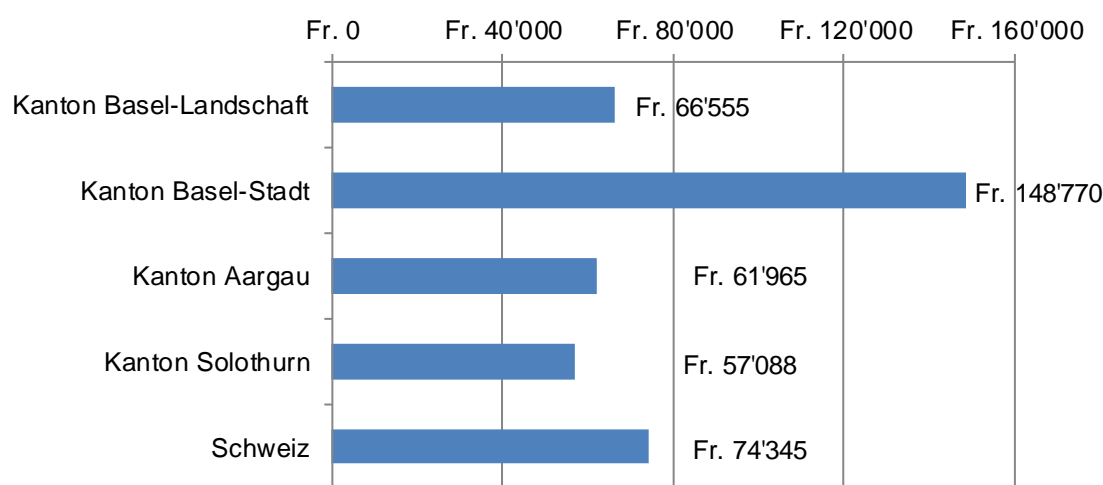 Fr. 0 Fr. 40'000 Fr. 80'000 Fr. 120'000 Fr. 160'000
Kanton Basel-Landschaft Fr. 66'555
Kanton Basel-Stadt Fr. 148'770
Kanton Aargau Fr. 61'965
Kanton Solothurn Fr. 57'088
Schweiz Fr. 74'345